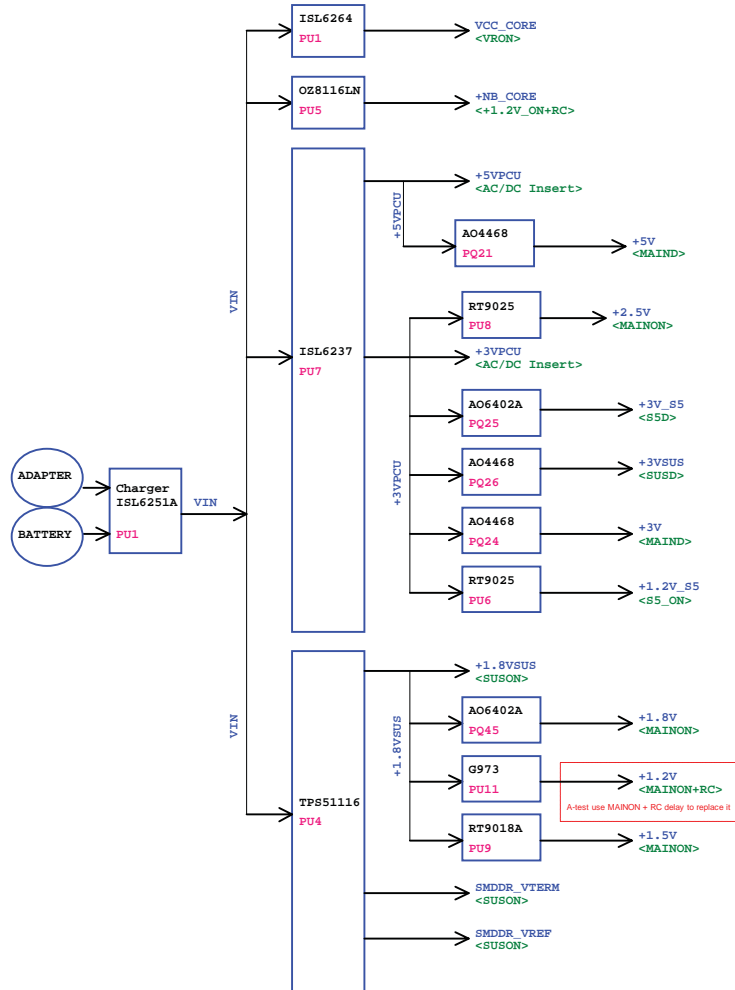 ISL6264
PU1
VCC_CORE
<VRON>
OZ8116LN
PU5
+NB_CORE
<+1.2V_ON+RC>
+5VPCU
<AC/DC Insert>
+5VPCU
AO4468
PQ21
+5V
<MAIND>
VIN
RT9025
PU8
+2.5V
<MAINON>
ISL6237
PU7
+3VPCU
<AC/DC Insert>
AO6402A
PQ25
+3V_S5
<S5D>
+3VPCU
AO4468
PQ26
+3VSUS
<SUSD>
ADAPTER
BATTERY
Charger
ISL6251A
PU1
VIN
AO4468
PQ24
+3V
<MAIND>
RT9025
PU6
+1.2V_S5
<S5_ON>
+1.8VSUS
<SUSON>
VIN
+1.8VSUS
AO6402A
PQ45
+1.8V
<MAINON>
G973
PU11
+1.2V
<MAINON+RC>
A-test use MAINON + RC delay to replace it
TPS51116
PU4
RT9018A
PU9
+1.5V
<MAINON>
SMDDR_VTERM
<SUSON>
SMDDR_VREF
<SUSON>